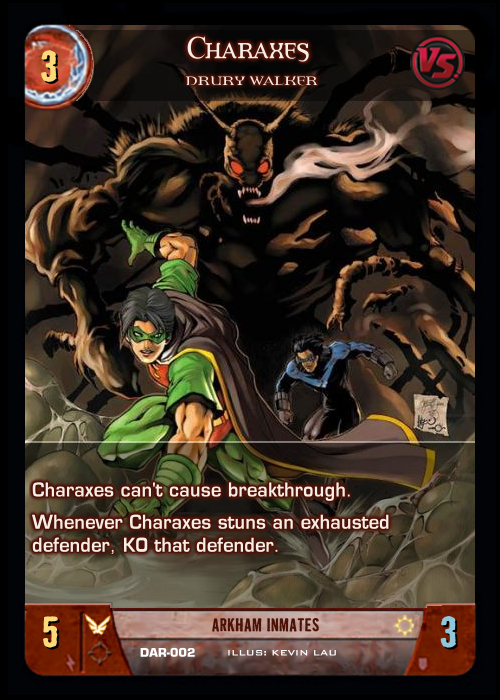 3
CHARAXES
DRURY WALKER
VS
Charaxes can't cause breakthrough.
Whenever Charaxes stuns an exhausted
defender, KO that defender.
5
ARKHAM INMATES
3
DAR-002 ILLUS: KEVIN LAU